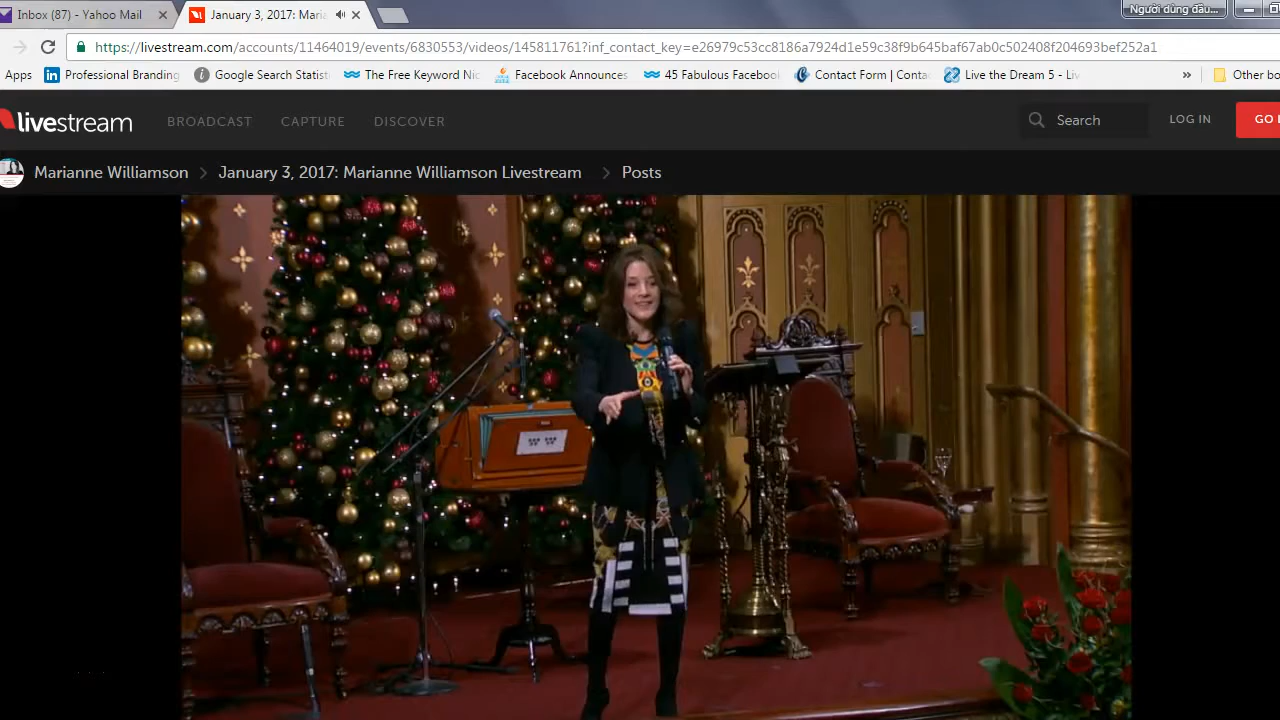 Inbox (87) - Yahoo Mail
January 3, 2017: Maria
Người dùng đầu...
https://livestream.com/accounts/11464019/events/6830553/videos/145811761?inf_contact_key=e26979c53cc8186a7924d1e59c38f9b645baf67ab0c502408f204693bef252a1
Apps Professional Branding Google Search Statist The Free Keyword Nic Facebook Announces 45 Fabulous Facebook Contact Form | Conta Live the Dream 5 - Liv » Other bo
livestream BROADCAST CAPTURE DISCOVER Search LOG IN GO
Marianne Williamson January 3, 2017: Marianne Williamson Livestream Posts